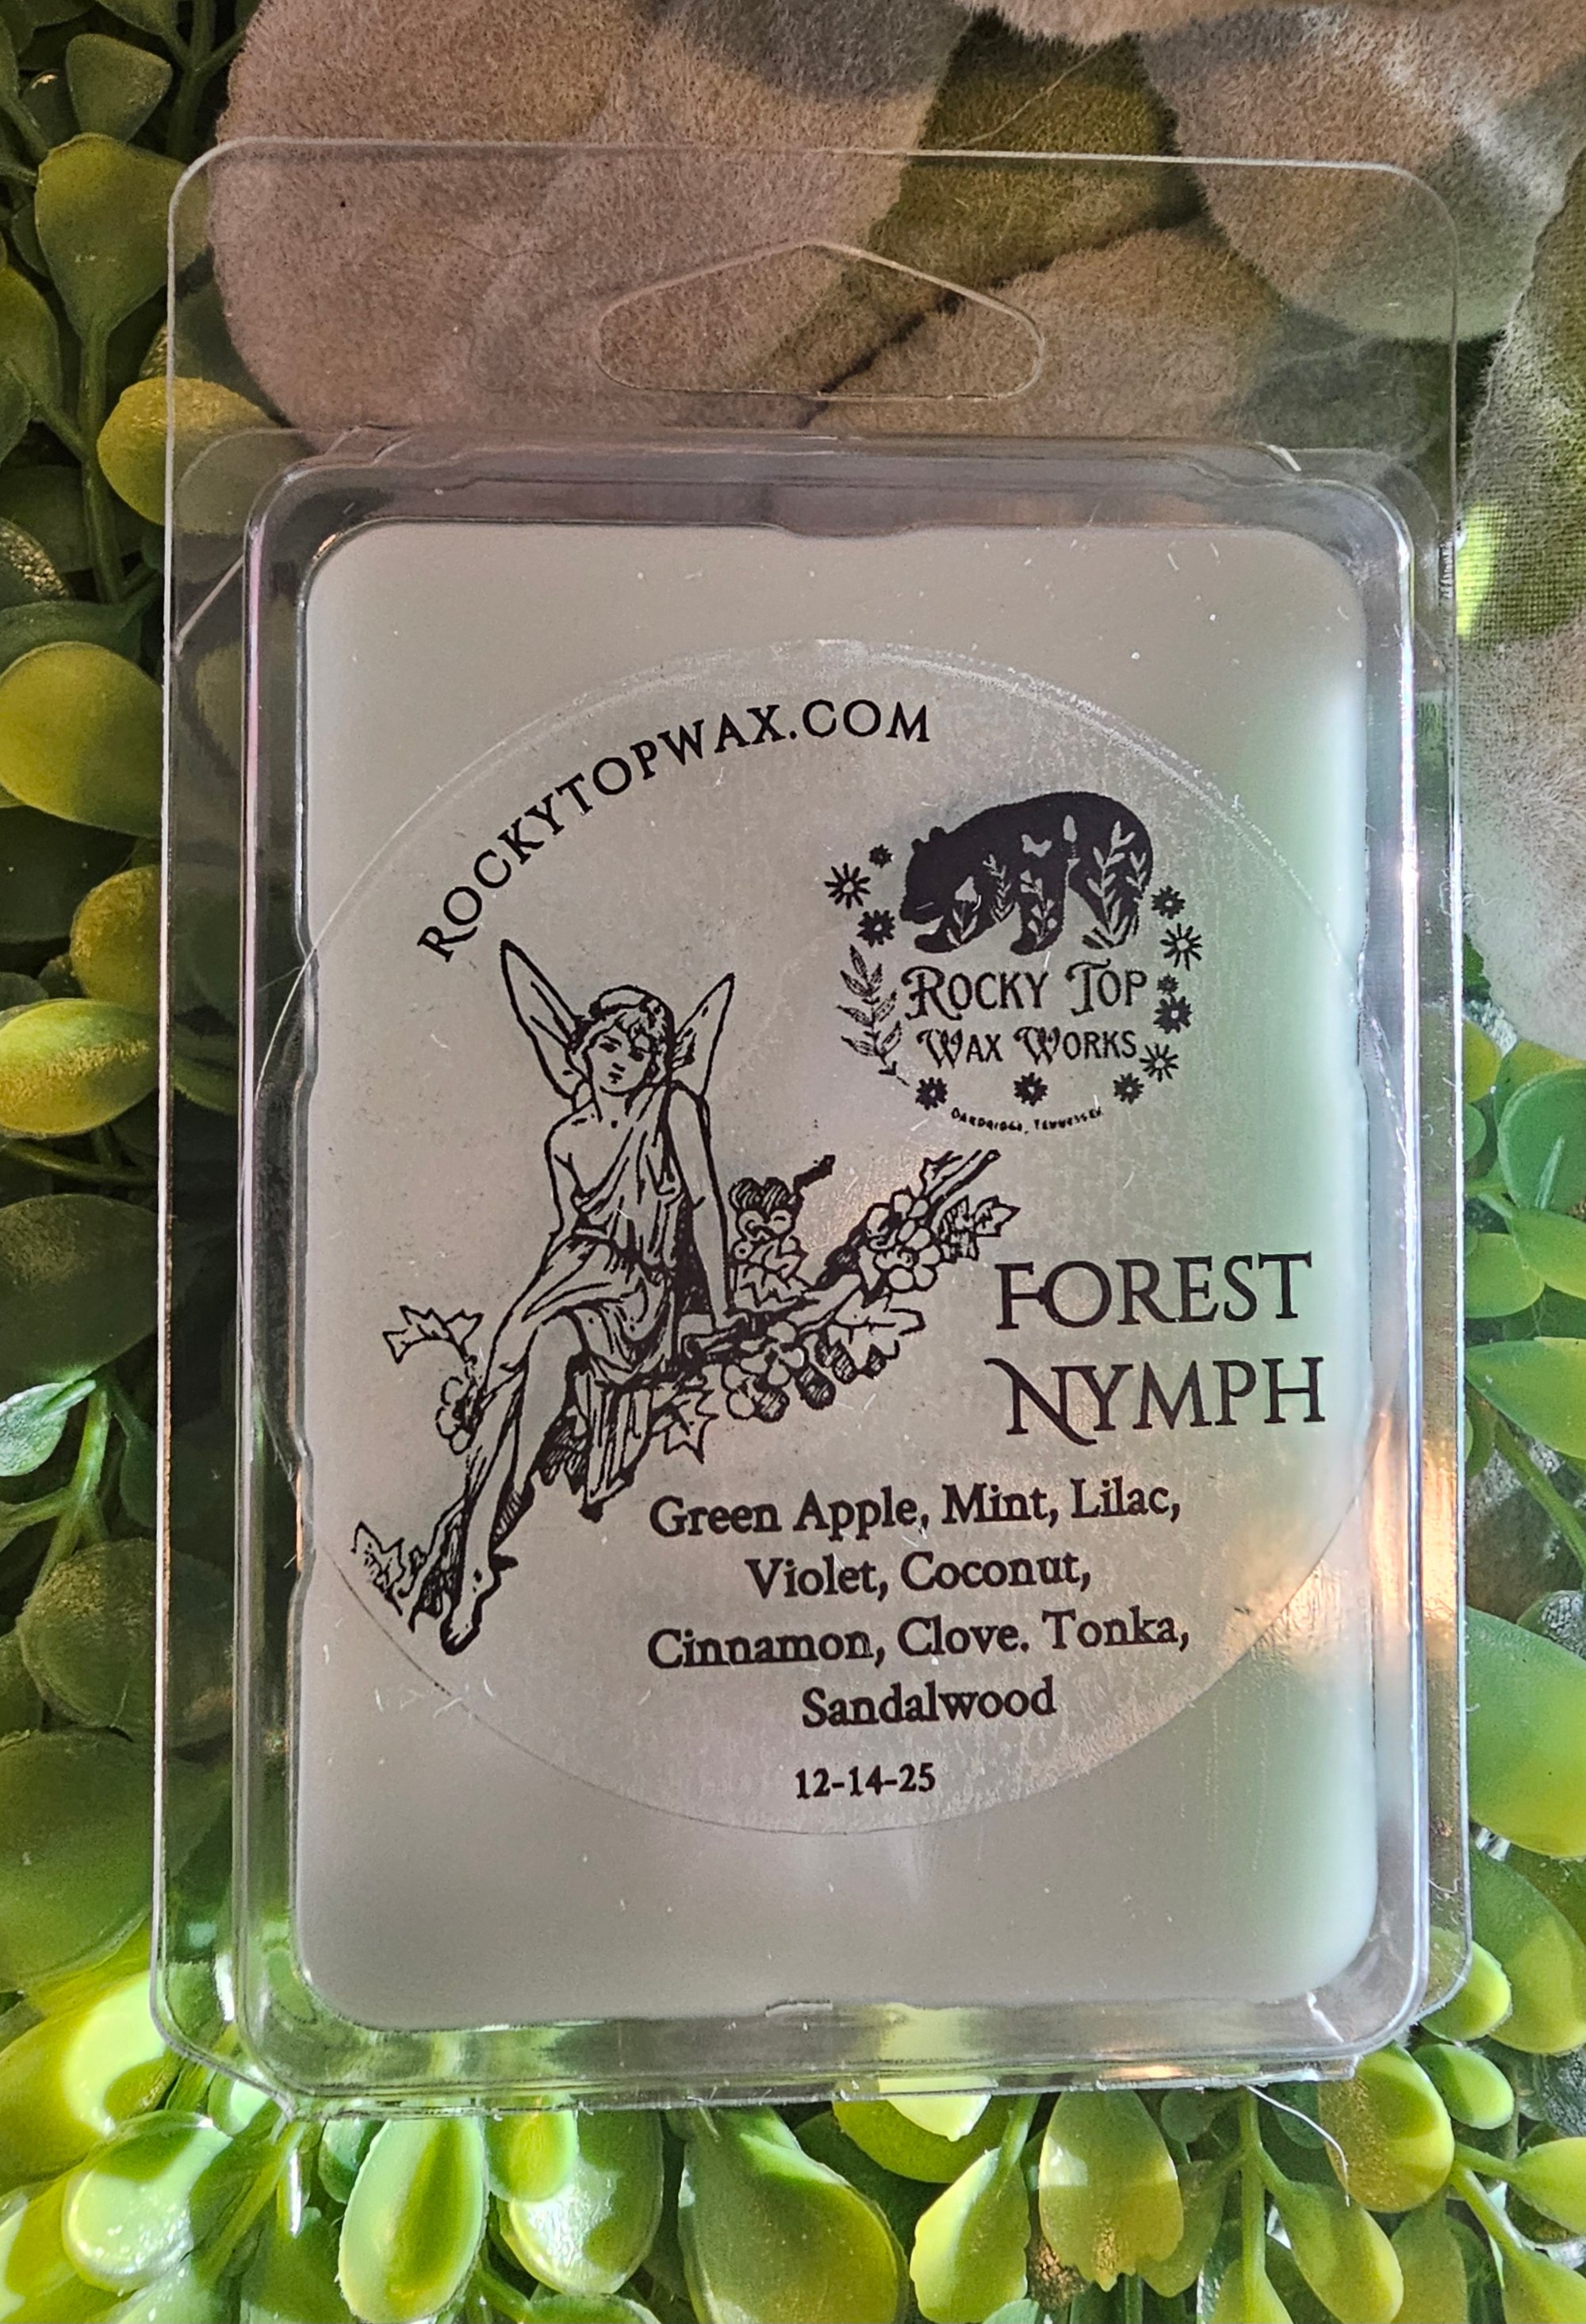 ROCKYTOPWAX.COM
ROCKY TOP
WAX WORKS
TENNESSEE
FOREST
NYMPH
Green Apple, Mint, Lilac,
Violet, Coconut,
Cinnamon, Clove. Tonka,
Sandalwood
12-14-25